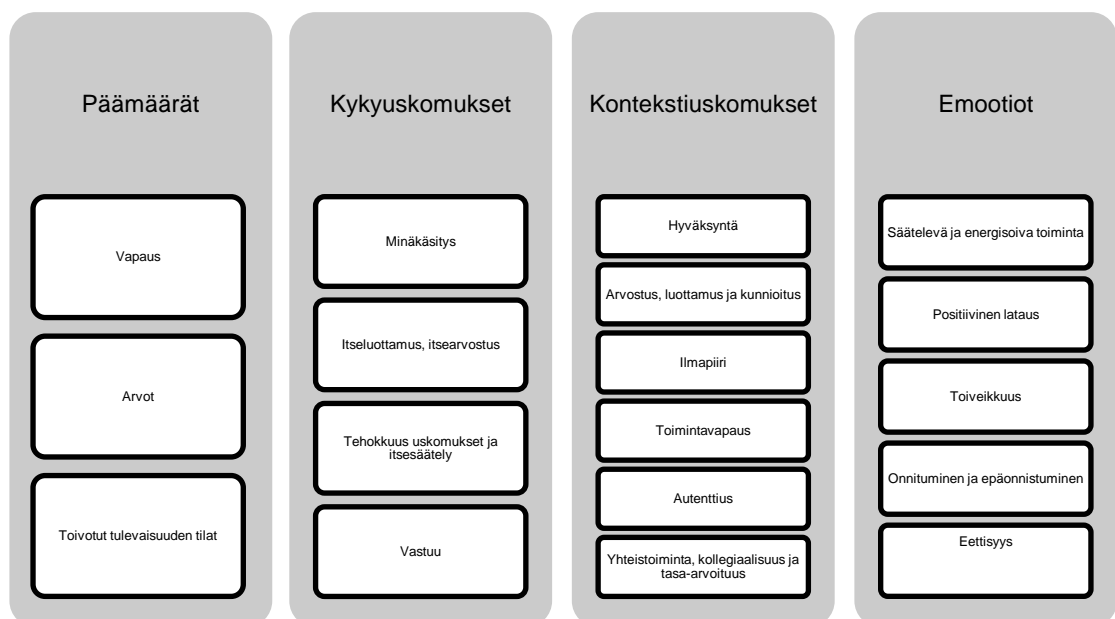 Päämäärät
Vapaus
Arvot
Toivotut tulevaisuuden tilat
Kykyuskomukset
Minäkäsitys
Itseluottamus, itsearvostus
Tehokkuus uskomukset ja
itsesäätely
Vastuu
Kontekstiuskomukset
Hyväksyntä
Arvostus, luottamus ja kunnioitus
Ilmapiiri
Toimintavapaus
Autenttius
Yhteistoiminta, kollegiaalisuus ja
tasa-arvoituus
Emootiot
Säätelevä ja energisoiva toiminta
Positiivinen lataus
Toiveikkuus
Onnituminen ja epäonnistuminen
Eettisyys